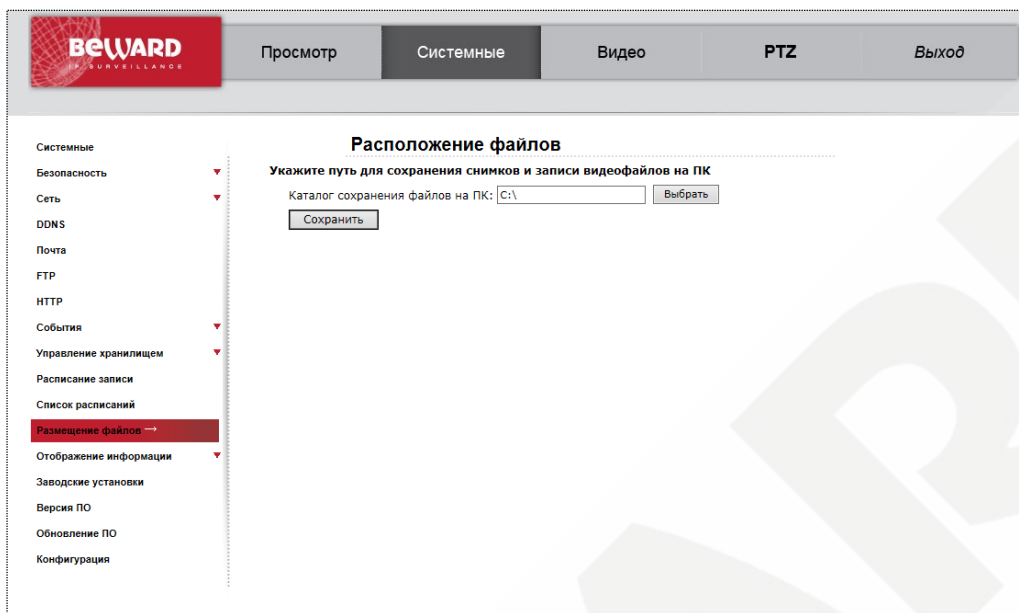 BEWARD
IP SURVEILLANCE
Просмотр
Системные
Видео
PTZ
Выход
Системные
Безопасность
Сеть
DDNS
Почта
FTP
HTTP
События
Управление хранилищем
Расписание записи
Список расписаний
Размещение файлов →
Отображение информации
Заводские установки
Версия ПО
Обновление ПО
Конфигурация
Расположение файлов
Укажите путь для сохранения снимков и записи видеофайлов на ПК
Каталог сохранения файлов на ПК: C:\ Выбрать
Сохранить